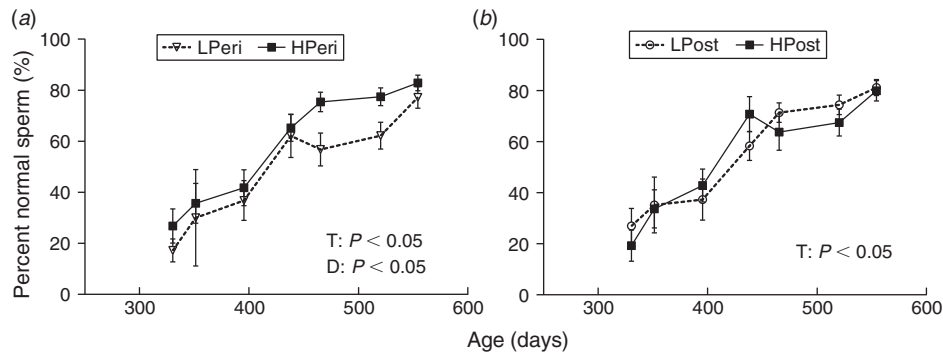 (a)
LPeri HPeri
Percent normal sperm (%)
100
80
60
40
20
0
T: P < 0.05
D: P < 0.05
300 400 500 600
(b)
LPost HPost
100
80
60
40
20
0
T: P < 0.05
300 400 500 600
Age (days)